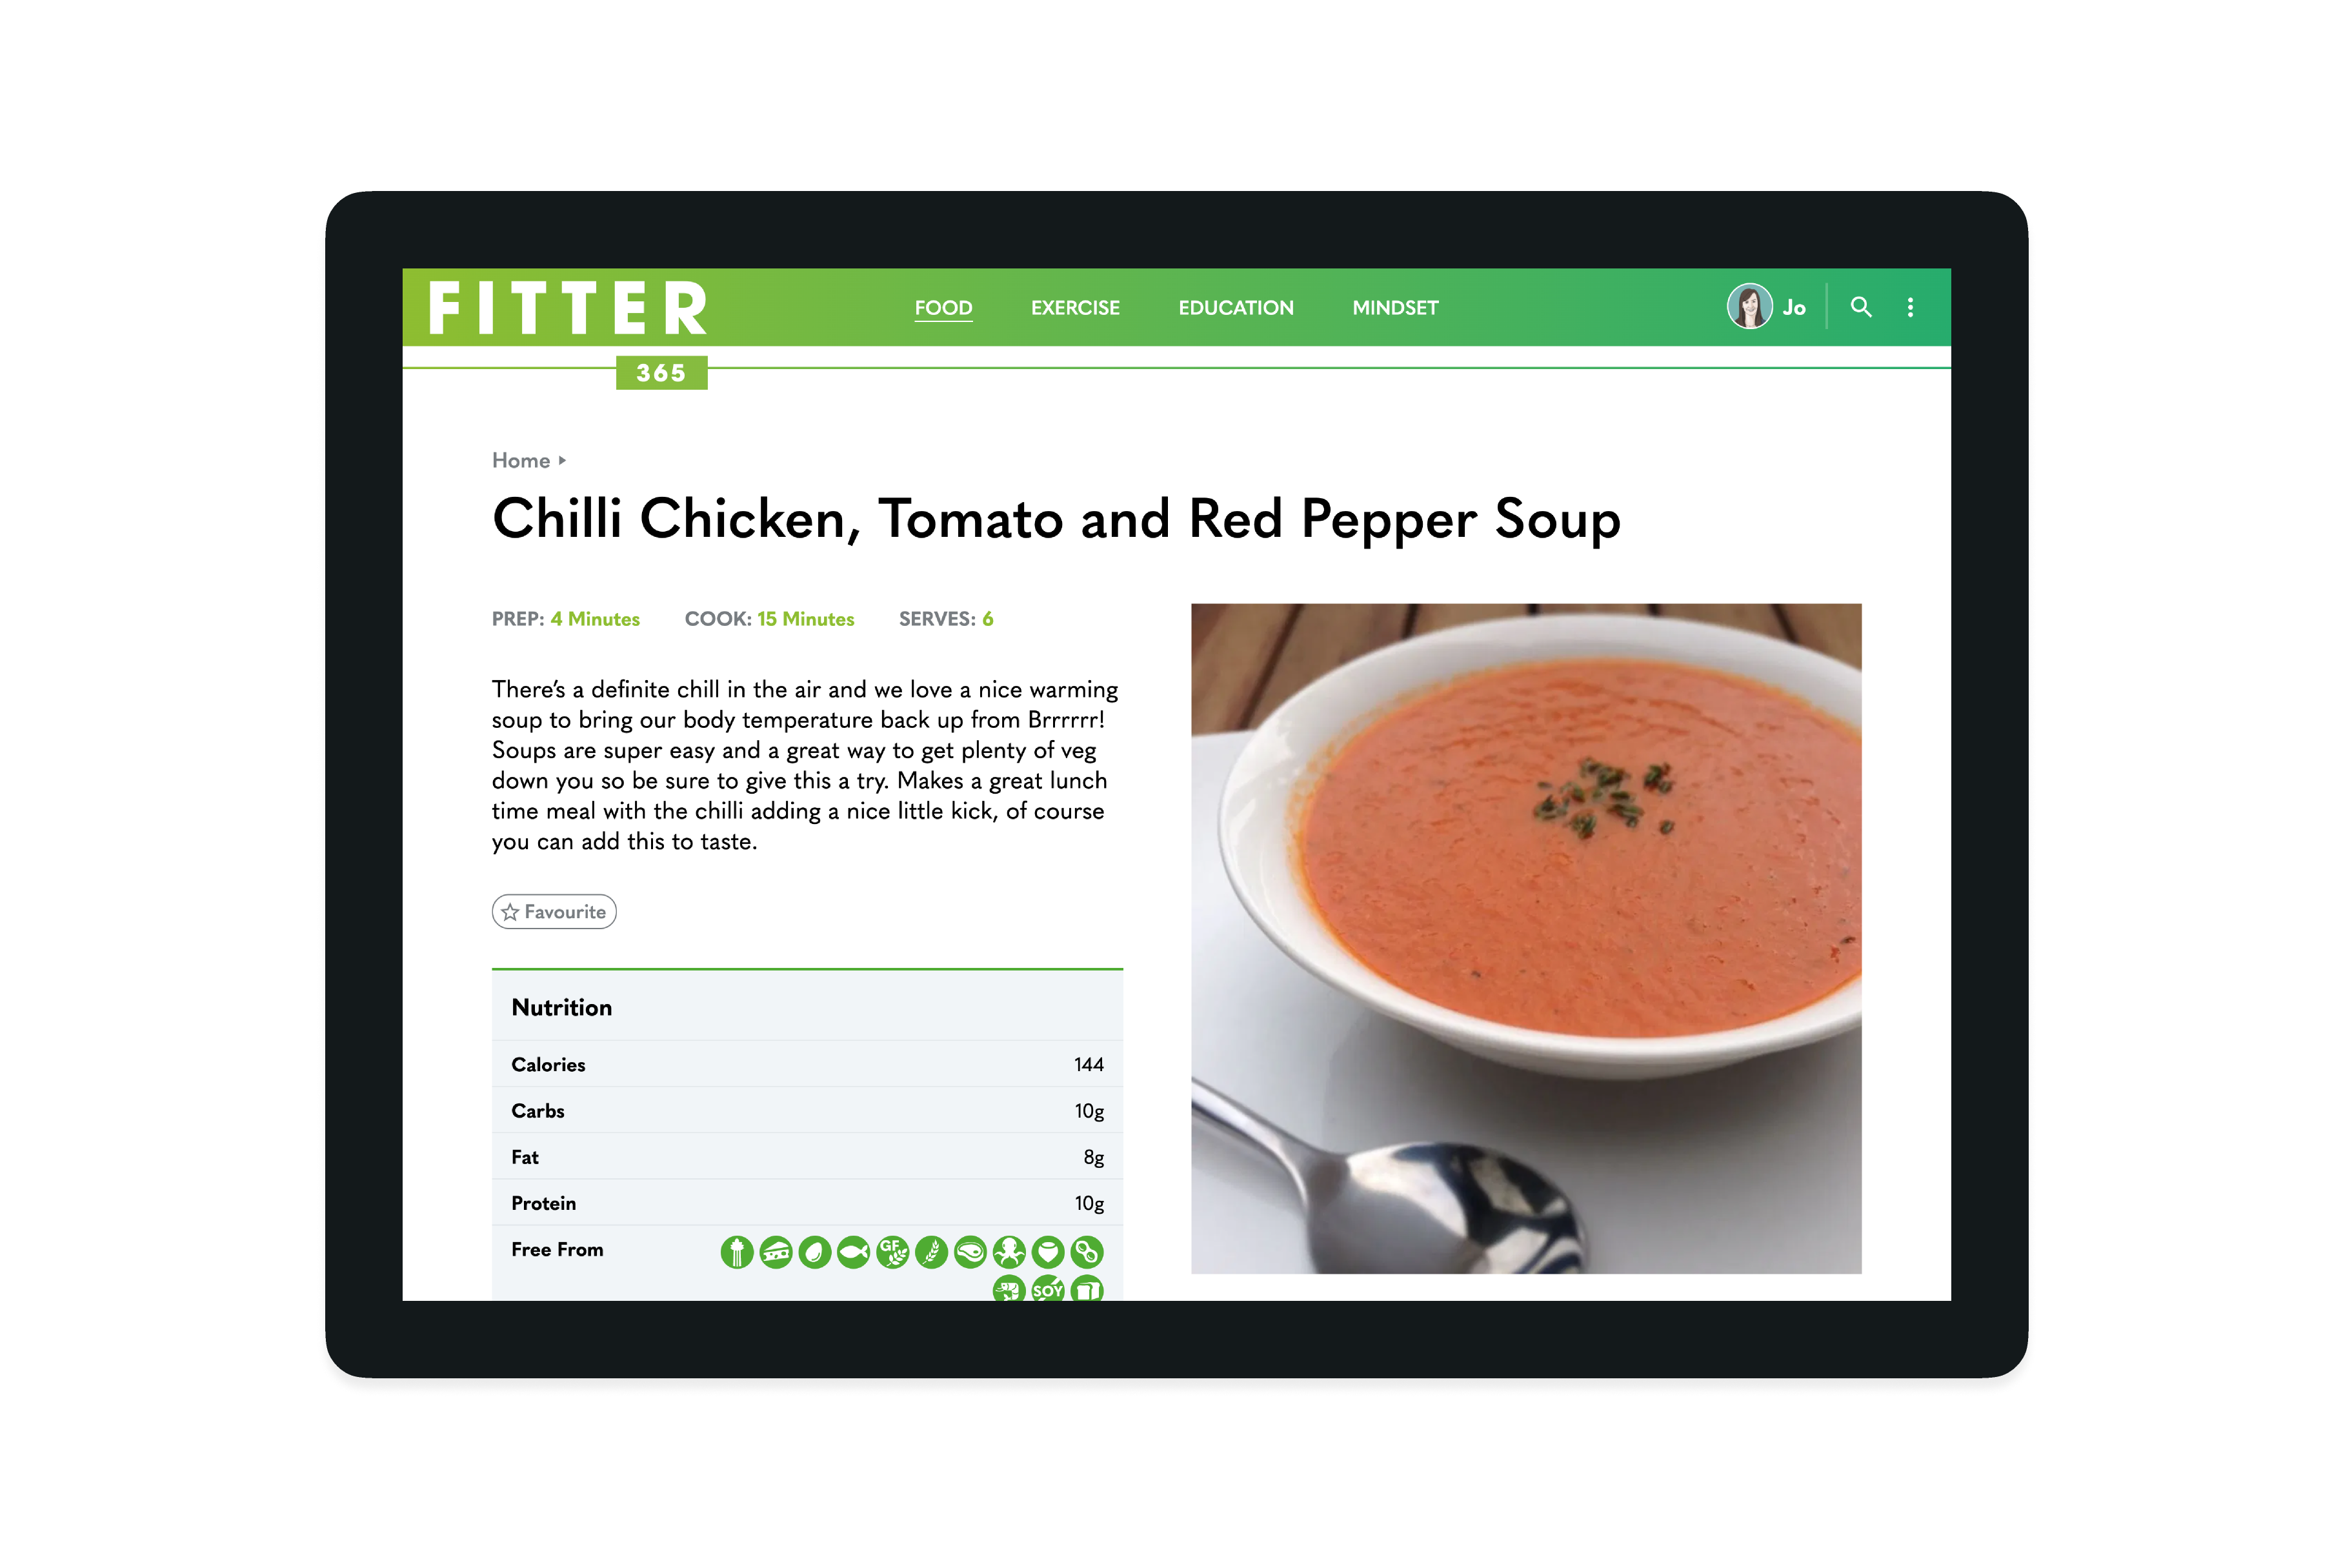 FITTER
365
FOOD
EXERCISE
EDUCATION
MINDSET
Jo
Home
Chilli Chicken, Tomato and Red Pepper Soup
PREP: 4 Minutes
COOK: 15 Minutes
SERVES: 6
There's a definite chill in the air and we love a nice warming
soup to bring our body temperature back up from Brrrrrr!
Soups are super easy and a great way to get plenty of veg
down you so be sure to give this a try. Makes a great lunch
time meal with the chilli adding a nice little kick, of course
you can add this to taste.
Favourite
Nutrition
Calories 144
Carbs 10g
Fat 8g
Protein 10g
Free From
GF
SOY